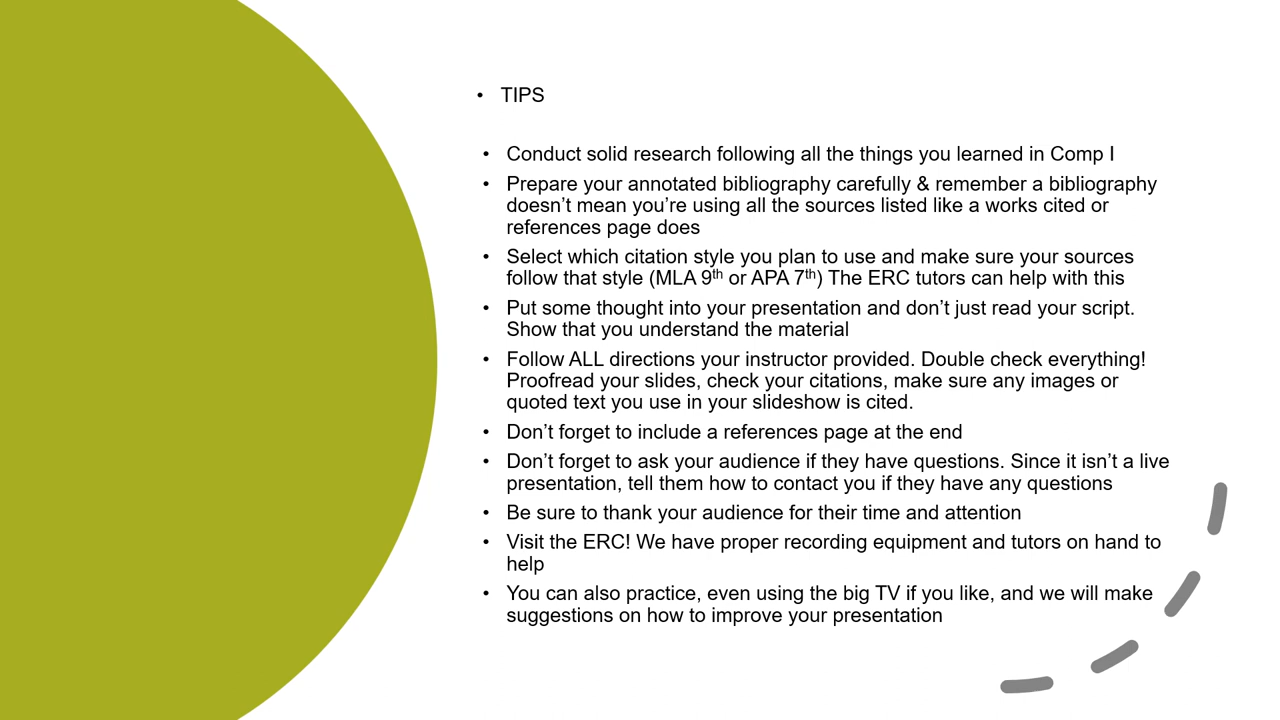 • TIPS
• Conduct solid research following all the things you learned in Comp I
• Prepare your annotated bibliography carefully & remember a bibliography
doesn’t mean you’re using all the sources listed like a works cited or
references page does
• Select which citation style you plan to use and make sure your sources
follow that style (MLA 9th or APA 7th) The ERC tutors can help with this
• Put some thought into your presentation and don’t just read your script.
Show that you understand the material
• Follow ALL directions your instructor provided. Double check everything!
Proofread your slides, check your citations, make sure any images or
quoted text you use in your slideshow is cited.
• Don’t forget to include a references page at the end
• Don’t forget to ask your audience if they have questions. Since it isn’t a live
presentation, tell them how to contact you if they have any questions
• Be sure to thank your audience for their time and attention
• Visit the ERC! We have proper recording equipment and tutors on hand to
help
• You can also practice, even using the big TV if you like, and we will make
suggestions on how to improve your presentation